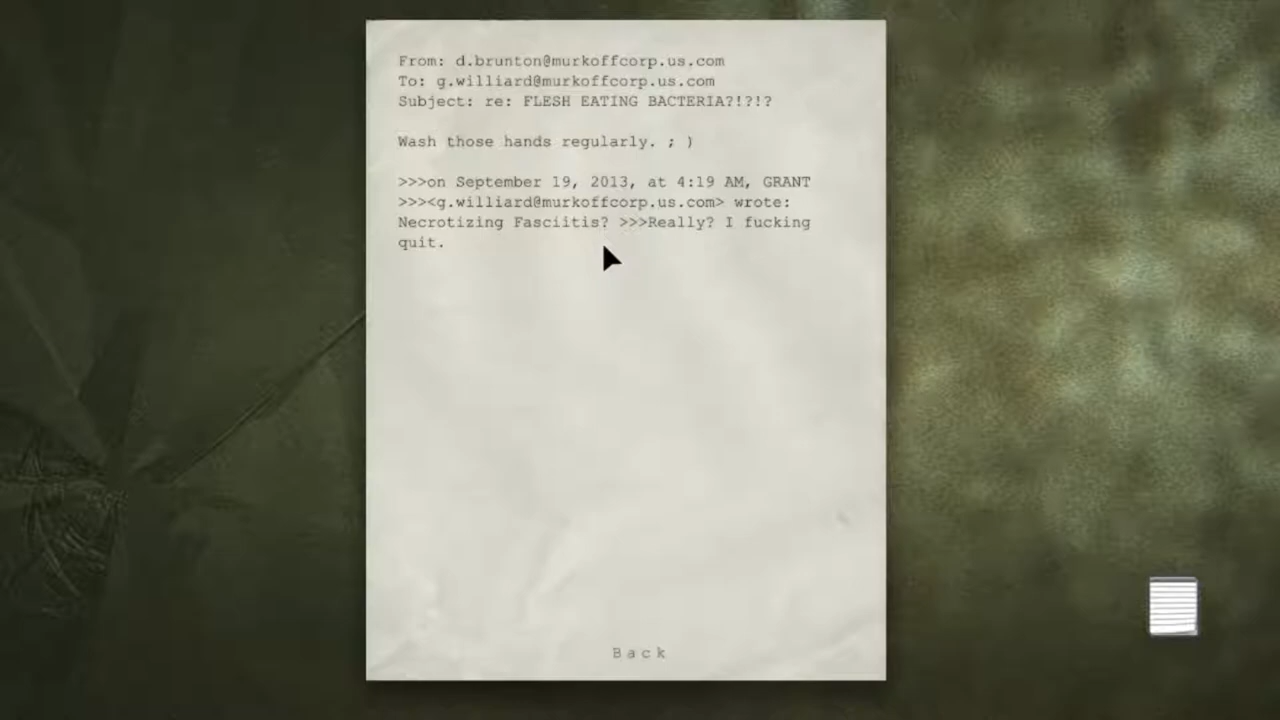 From: d.brunton@murkoffcorp.us.com
To: g.williard@murkoffcorp.us.com
Subject: re: FLESH EATING BACTERIA?!?!?
Wash those hands regularly. ; )
>>>on September 19, 2013, at 4:19 AM, GRANT
>>><g.williard@murkoffcorp.us.com> wrote:
Necrotizing Fasciitis? >>>Really? I fucking
quit.
Back